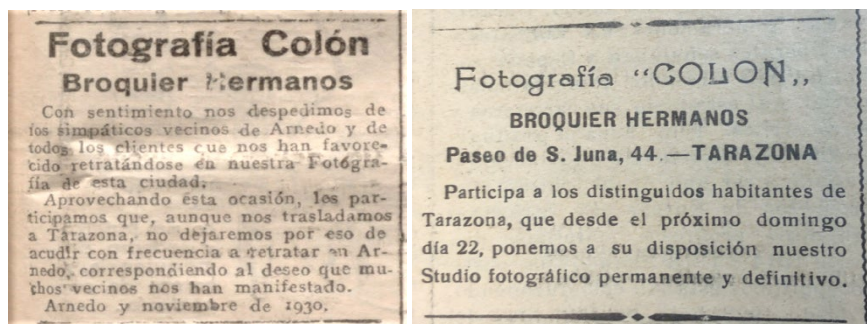 Fotografía Colón
Broquier Hermanos
Con sentimiento nos despedimos de
los simpáticos vecinos de Arnedo y de
todos los clientes que nos han favore-
cido retratándose en nuestra Fotogra-
fía de esta ciudad.
Aprovechando esta ocasión, les par-
ticipamos que, aunque nos trasladamos
a Tarazona, no dejaremos por eso de
acudir con frecuencia a retratar en Ar-
nedo, correspondiendo al deseo que mu-
chos vecinos nos han manifestado.
Arnedo y noviembre de 1930.
Fotografía “COLON„
BROQUIER HERMANOS
Paseo de S. Juna, 44.—TARAZONA
Participa a los distinguidos habitantes de
Tarazona, que desde el próximo domingo
día 22, ponemos a su disposición nuestro
Studio fotográfico permanente y definitivo.